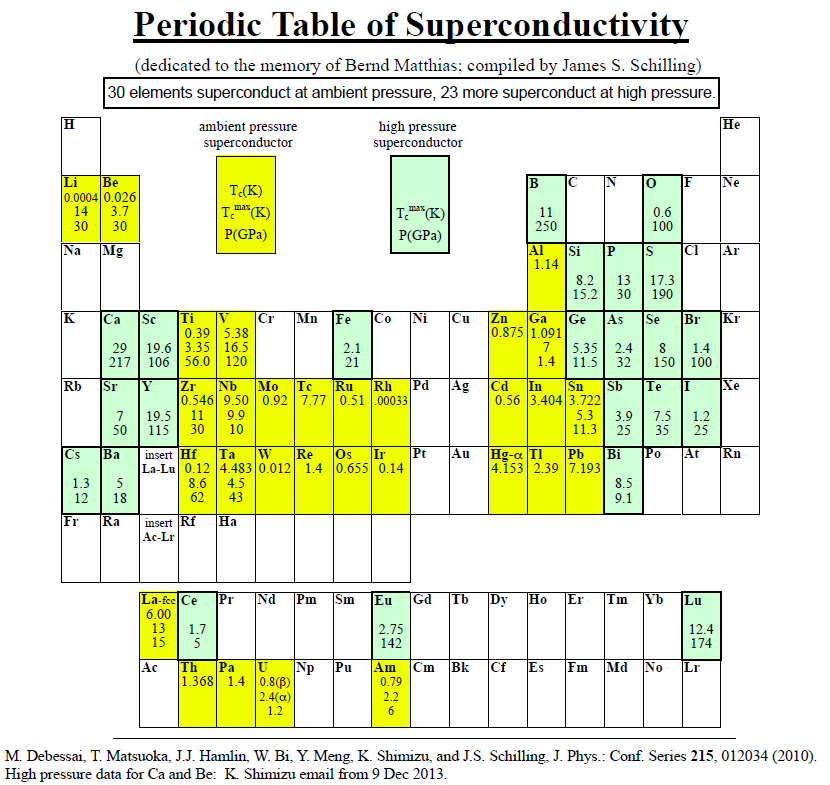 Periodic Table of Superconductivity
(dedicated to the memory of Bernd Matthias; compiled by James S. Schilling)
30 elements superconduct at ambient pressure, 23 more superconduct at high pressure.
H He
ambient pressure
superconductor
Tc(K)
Tcmax(K)
P(GPa)
high pressure
superconductor
Tcmax(K)
P(GPa)
Li Be B C N O F Ne
0.0004 0.026
14 3.7 11 0.6
30 30 250 100
Na Mg Al Si P S Cl Ar
1.14
8.2 13 17.3
15.2 30 190
K Ca Sc Ti V Cr Mn Fe Co Ni Cu Zn Ga Ge As Se Br Kr
0.39 5.38 0.875 1.091
29 19.6 3.35 16.5 2.1 7 5.35 2.4 8 1.4
217 106 56.0 120 21 1.4 11.5 32 150 100
Rb Sr Y Zr Nb Mo Tc Ru Rh Pd Ag Cd In Sn Sb Te I Xe
0.546 9.50 0.92 7.77 0.51 .00033 0.56 3.404 3.722
7 19.5 11 9.9 5.3 3.9 7.5 1.2
50 115 30 10 11.3 25 35 25
Cs Ba insert La-Lu Hf Ta W Re Os Ir Pt Au Hg-α Tl Pb Bi Po At Rn
0.12 4.483 0.012 1.4 0.655 0.14 4.153 2.39 7.193
1.3 5 8.6 4.5 8.5
12 18 62 43 9.1
Fr Ra insert Ac-Lr Rf Ha
La-fcc Ce Pr Nd Pm Sm Eu Gd Tb Dy Ho Er Tm Yb Lu
6.00
13 1.7 2.75 12.4
15 5 142 174
Ac Th Pa U Np Pu Am Cm Bk Cf Es Fm Md No Lr
1.368 1.4 0.8(β) 0.79
2.4(α) 2.2
1.2 6
M. Debessai, T. Matsuoka, J.J. Hamlin, W. Bi, Y. Meng, K. Shimizu, and J.S. Schilling, J. Phys.: Conf. Series 215, 012034 (2010).
High pressure data for Ca and Be: K. Shimizu email from 9 Dec 2013.